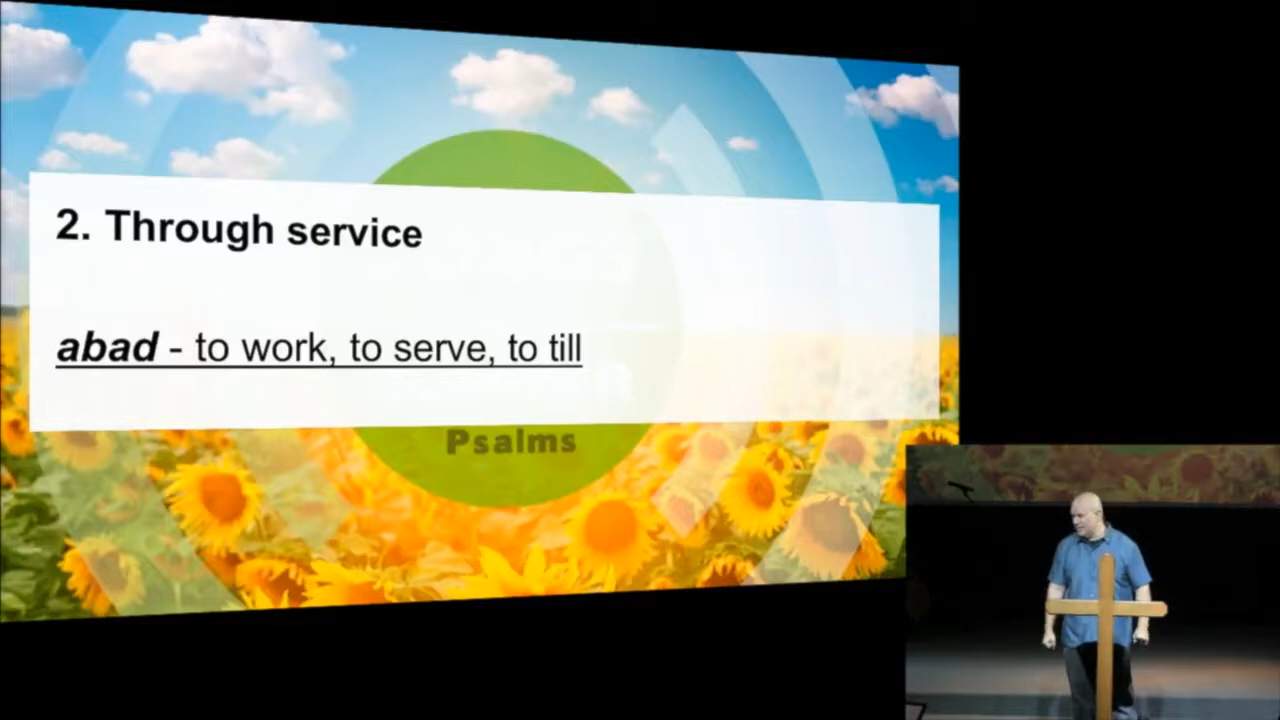 2. Through service
abad - to work, to serve, to till
Psalms